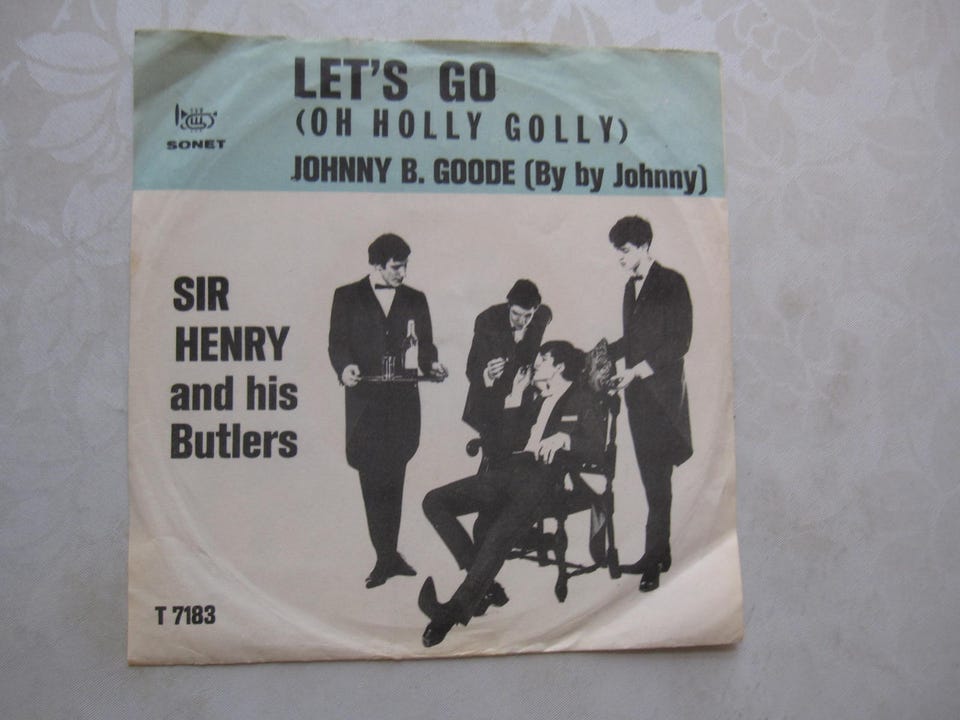 LET'S GO
(OH HOLLY GOLLY)
SONET
JOHNNY B. GOODE (By by Johnny)
SIR
HENRY
and his
Butlers
T 7183